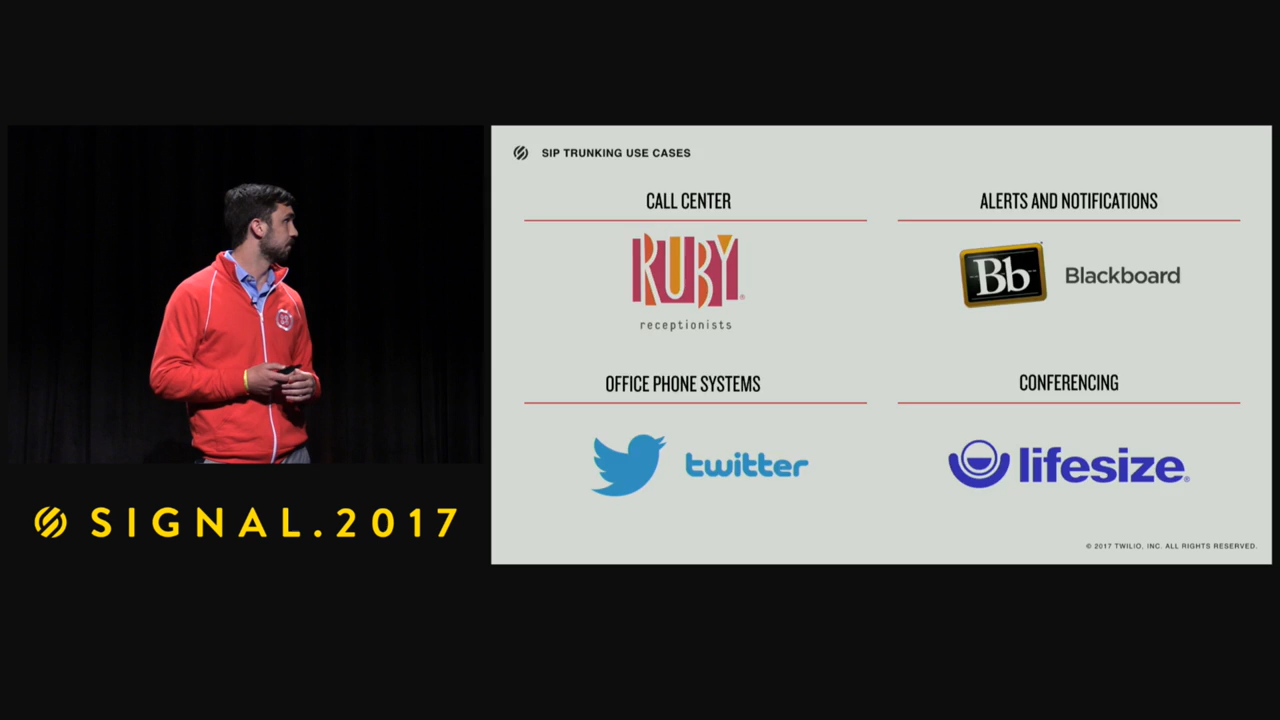 SIP TRUNKING USE CASES
CALL CENTER
RUBY®
receptionists
ALERTS AND NOTIFICATIONS
Bb Blackboard
OFFICE PHONE SYSTEMS
twitter
CONFERENCING
lifesize®
© 2017 TWILIO, INC. ALL RIGHTS RESERVED.
SIGNAL.2017